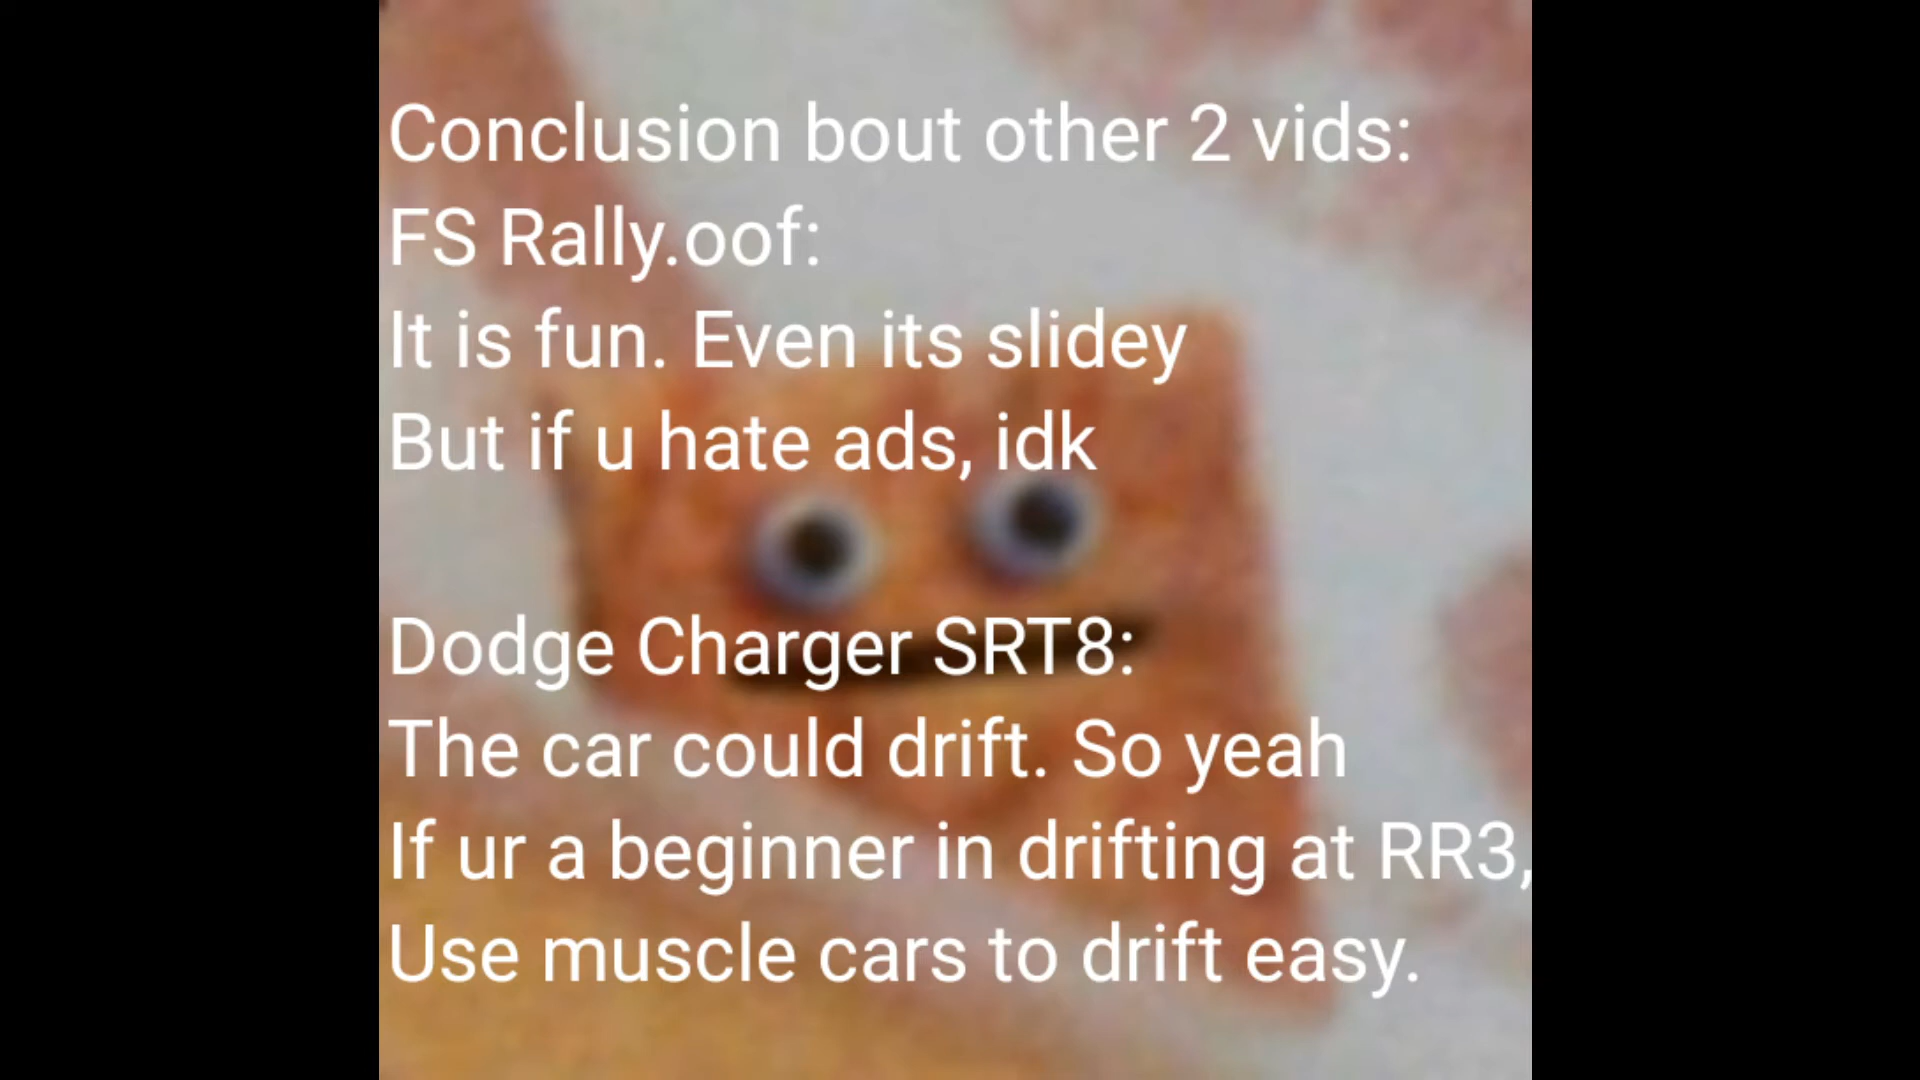 Conclusion bout other 2 vids:
FS Rally.oof:
It is fun. Even its slidey
But if u hate ads, idk
Dodge Charger SRT8:
The car could drift. So yeah
If ur a beginner in drifting at RR3,
Use muscle cars to drift easy.